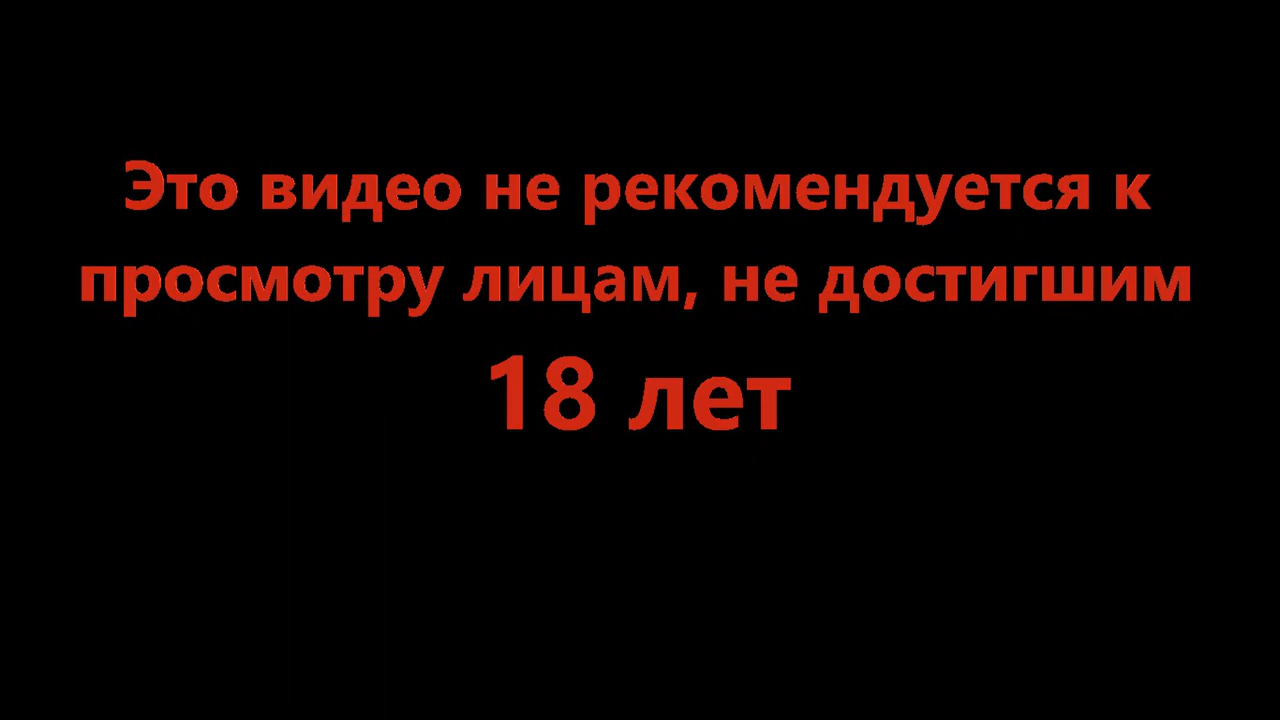 Это видео не рекомендуется к
просмотру лицам, не достигшим
18 лет